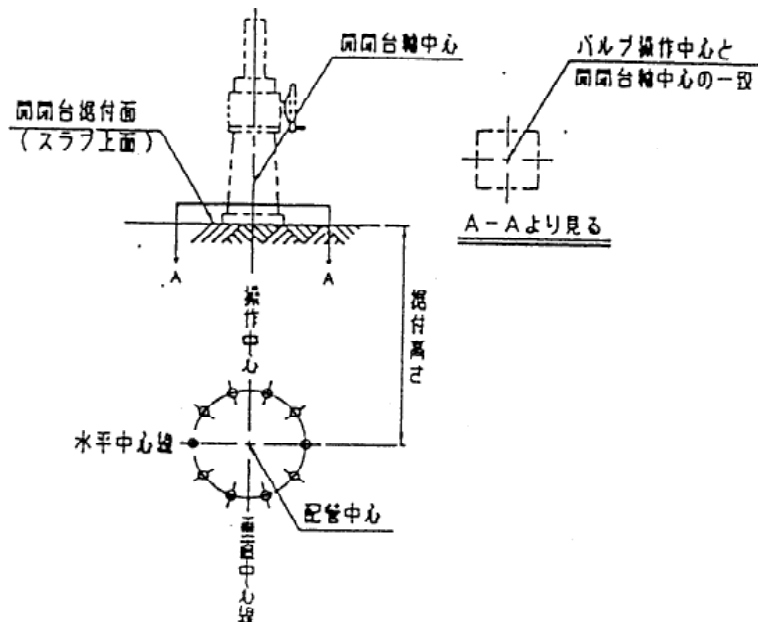 開閉台軸中心
バルブ操作中心と
開閉台軸中心の一致
開閉台据付面
(スラブ上面)
A-Aより見る
A
A
操作中心
据付高さ
水平中心線
配管中心
垂直中心線